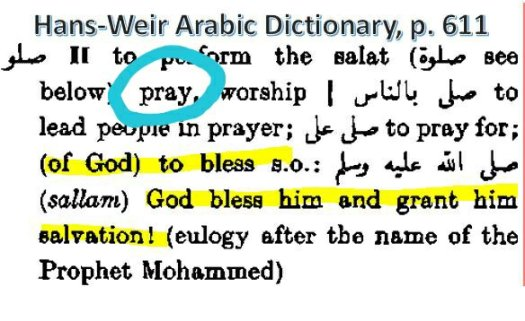 Hans-Weir Arabic Dictionary, p. 611
صلو II to perform the salat (صلوة see
below) pray, worship | صلى بالناس to
lead people in prayer; صلى على to pray for;
(of God) to bless s.o.: صلى الله عليه وسلم
(sallam) God bless him and grant him
salvation! (eulogy after the name of the
Prophet Mohammed)